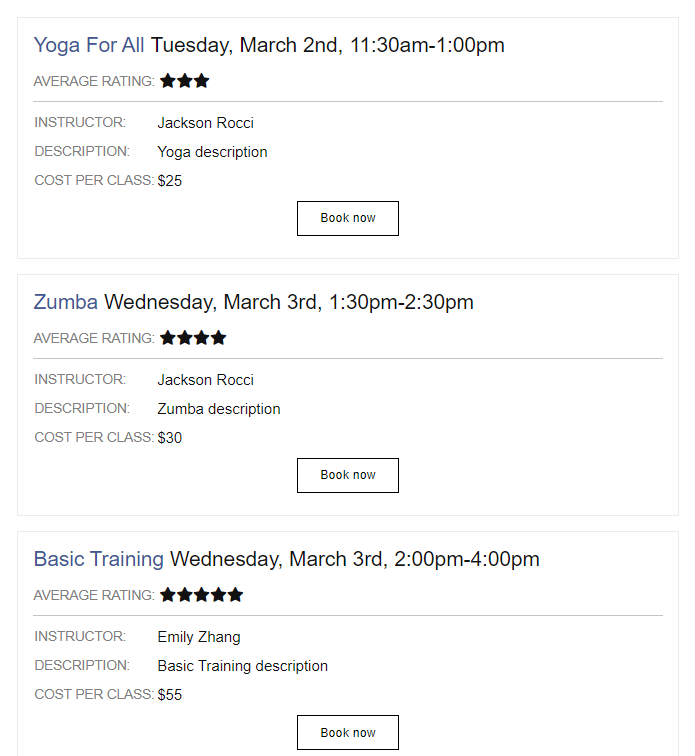 Yoga For All Tuesday, March 2nd, 11:30am-1:00pm
AVERAGE RATING: ★★★
INSTRUCTOR: Jackson Rocci
DESCRIPTION: Yoga description
COST PER CLASS: $25
Book now
Zumba Wednesday, March 3rd, 1:30pm-2:30pm
AVERAGE RATING: ★★★★
INSTRUCTOR: Jackson Rocci
DESCRIPTION: Zumba description
COST PER CLASS: $30
Book now
Basic Training Wednesday, March 3rd, 2:00pm-4:00pm
AVERAGE RATING: ★★★★★
INSTRUCTOR: Emily Zhang
DESCRIPTION: Basic Training description
COST PER CLASS: $55
Book now